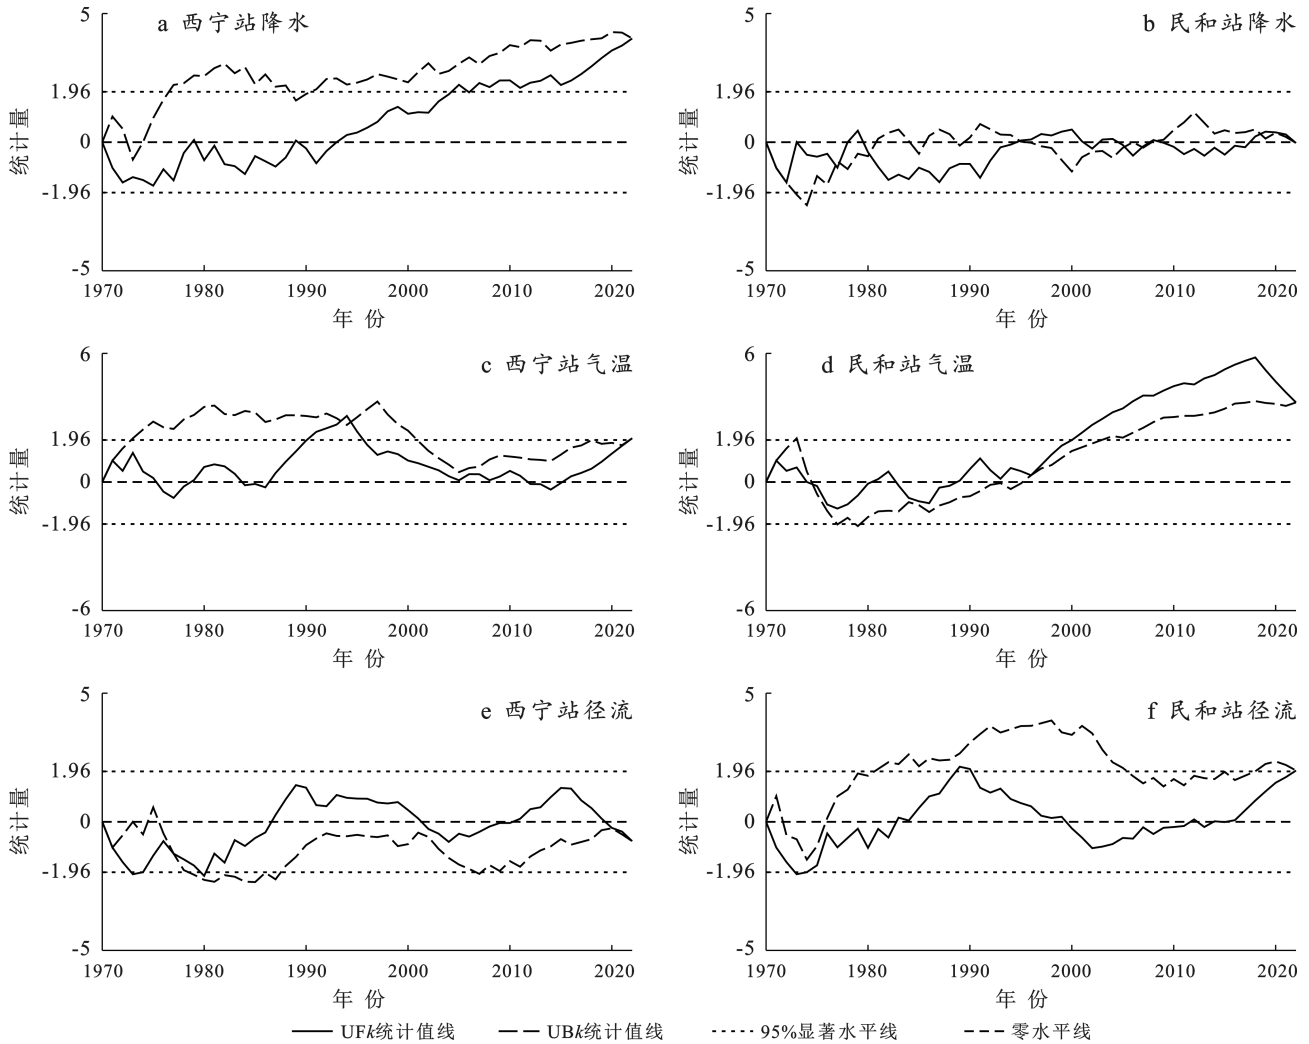 a 西宁站降水
5
1.96
0
-1.96
-5
统计量
1970 1980 1990 2000 2010 2020
年 份
b 民和站降水
5
1.96
0
-1.96
-5
统计量
1970 1980 1990 2000 2010 2020
年 份
c 西宁站气温
6
1.96
0
-1.96
-6
统计量
1970 1980 1990 2000 2010 2020
年 份
d 民和站气温
6
1.96
0
-1.96
-6
统计量
1970 1980 1990 2000 2010 2020
年 份
e 西宁站径流
5
1.96
0
-1.96
-5
统计量
1970 1980 1990 2000 2010 2020
年 份
f 民和站径流
5
1.96
0
-1.96
-5
统计量
1970 1980 1990 2000 2010 2020
年 份
UFk统计值线 UBk统计值线 95%显著水平线 零水平线